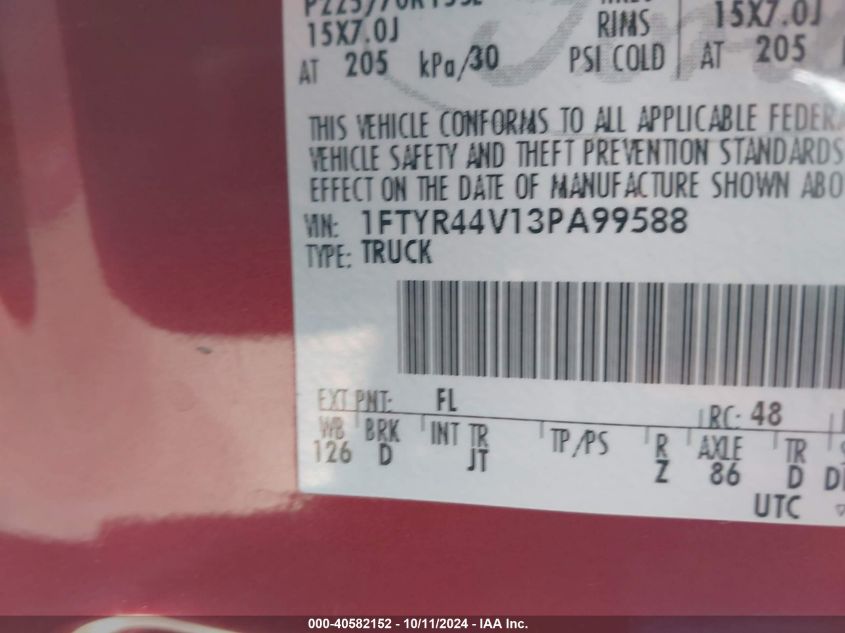 15X7.0J RIMS 15X7.0J
AT 205 kPa/30 PSI COLD AT 205
THIS VEHICLE CONFORMS TO ALL APPLICABLE FEDERA
VEHICLE SAFETY AND THEFT PREVENTION STANDARDS
EFFECT ON THE DATE OF MANUFACTURE SHOWN ABO
VIN: 1FTYR44V13PA99588
TYPE: TRUCK
EXT PNT: FL RC: 48
WB BRK INT TR TP/PS R AXLE TR
126 D JT Z 86 D
UTC
000-40582152 - 10/11/2024 - IAA Inc.